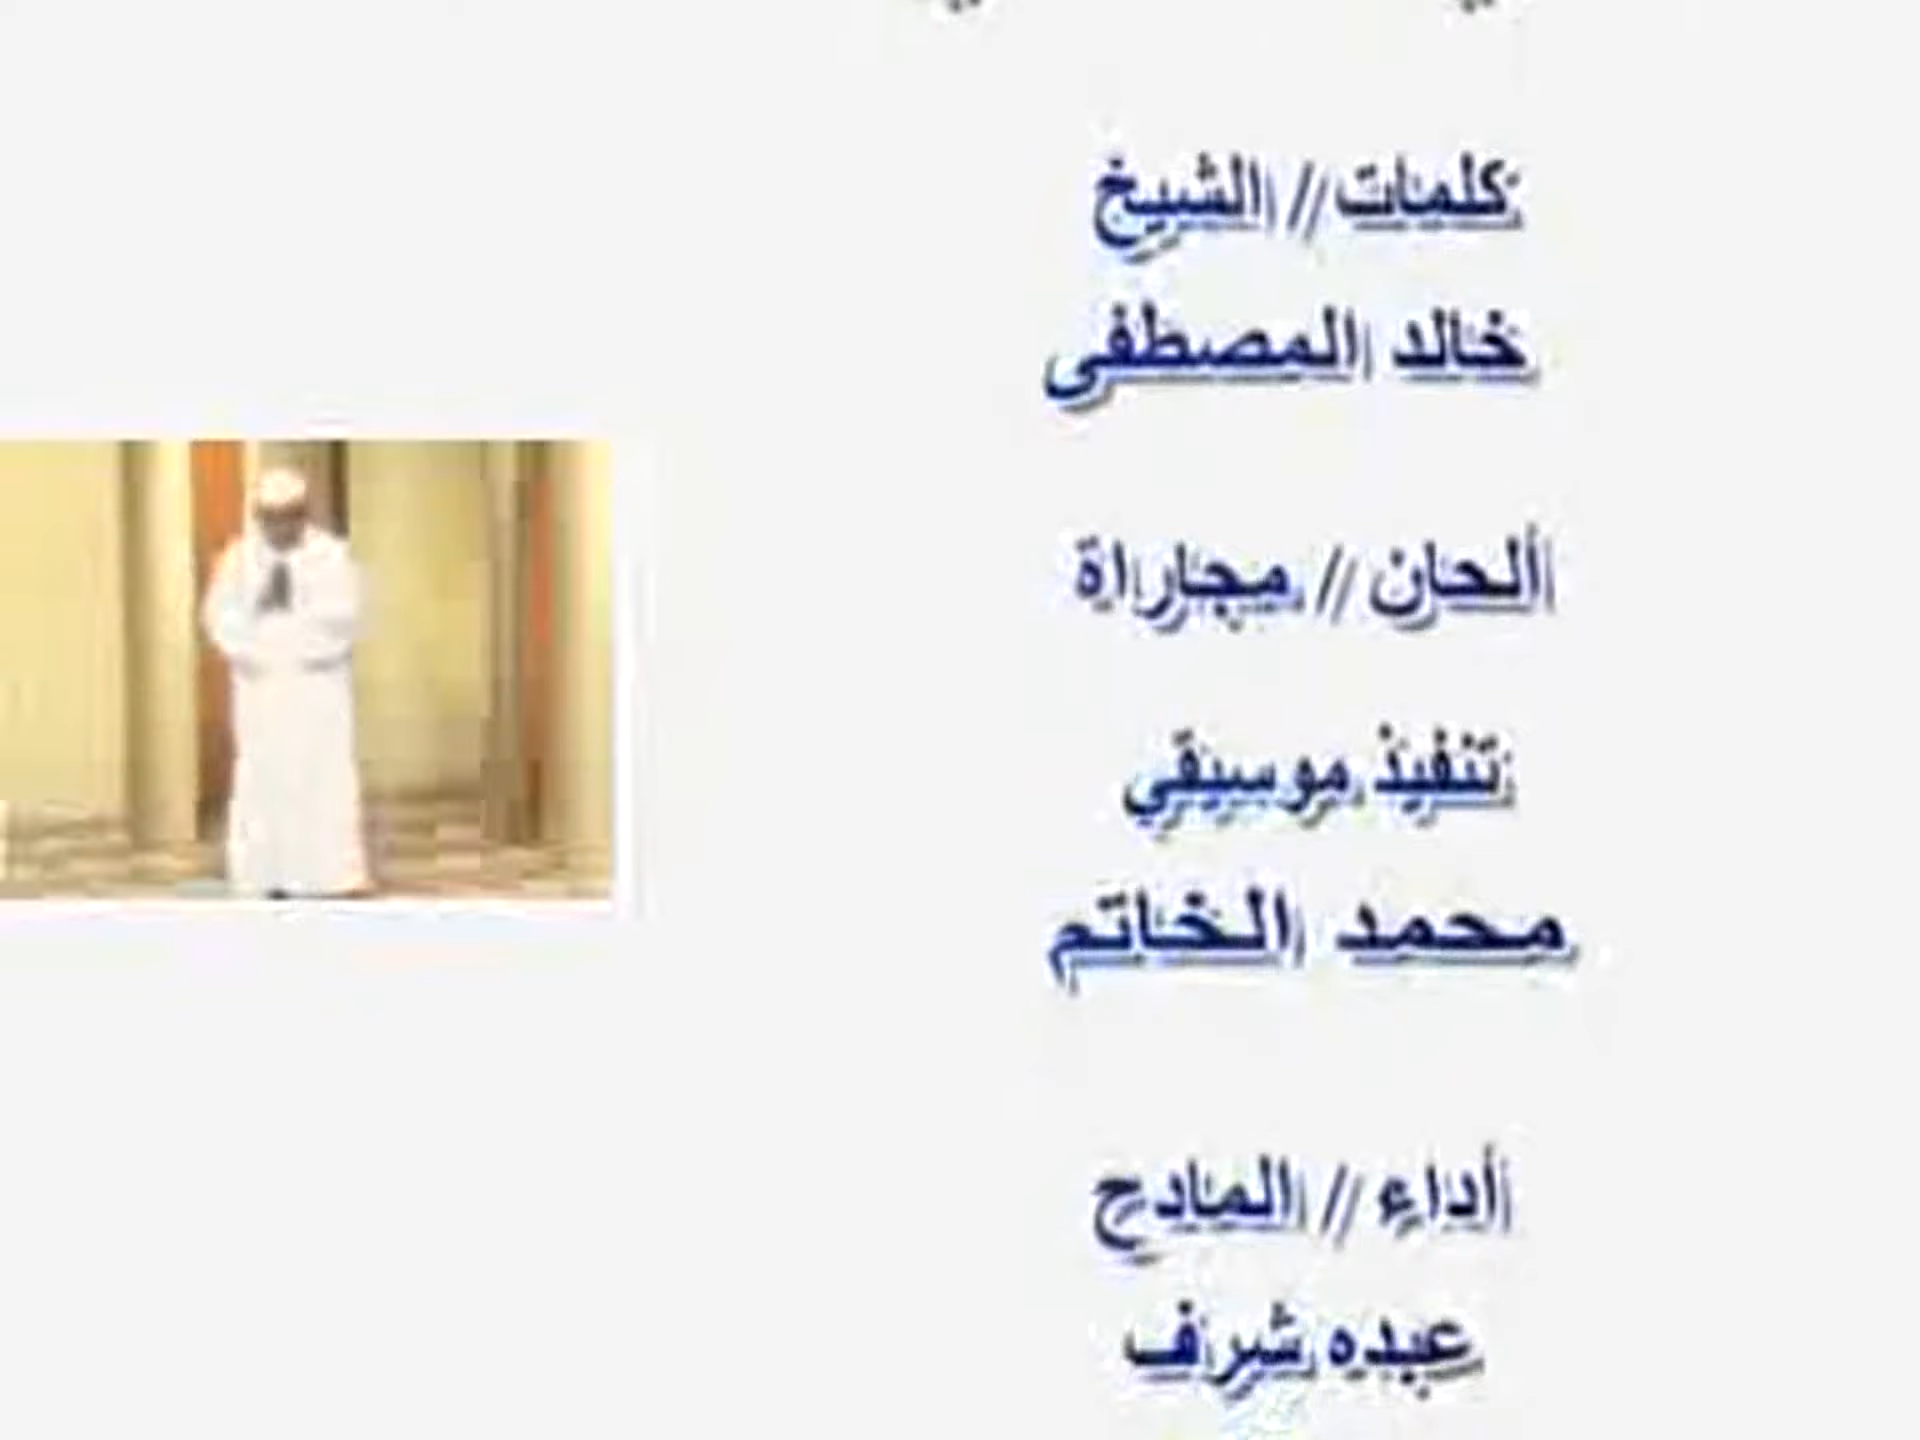 كلمات // الشيخ
خالد المصطفى
ألحان // مجاراة
تنفيذ موسيقي
محمد الخاتم
أداء // المادح
عبده شرف